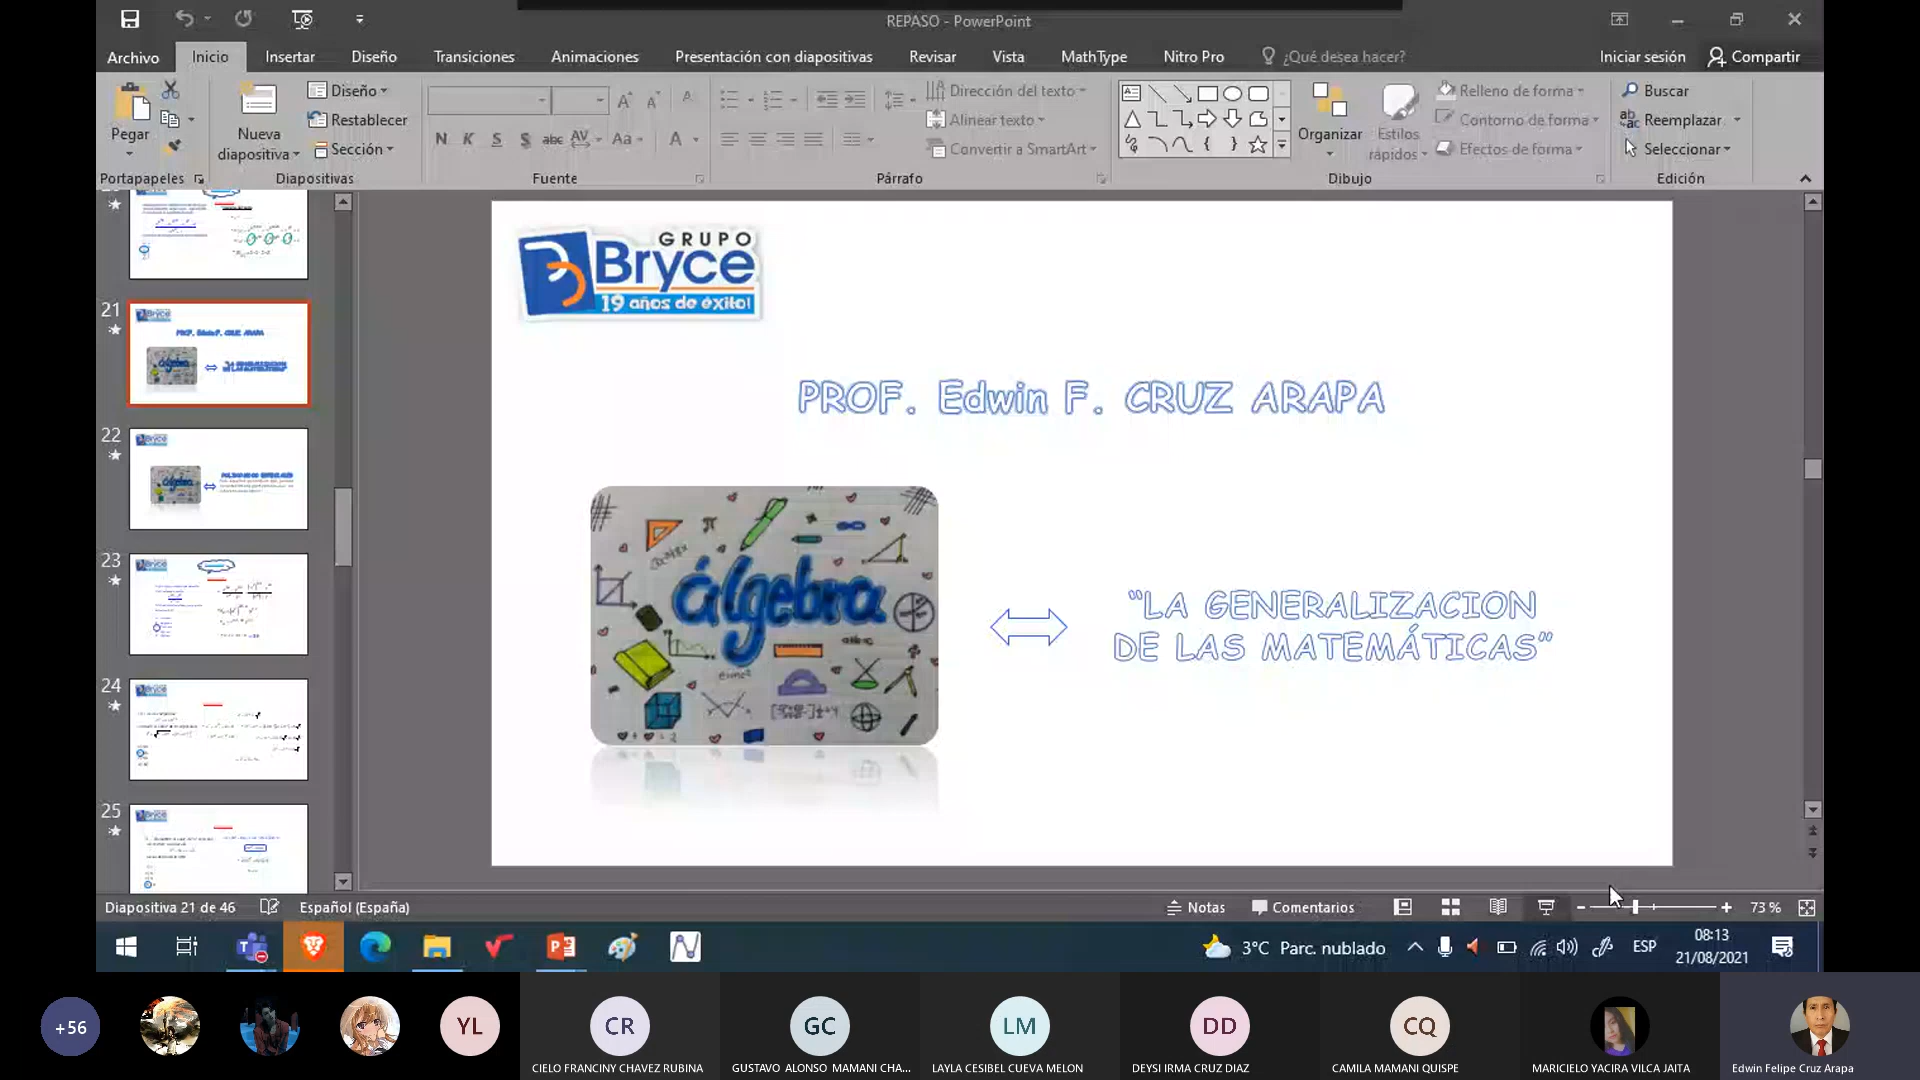 REPASO - PowerPoint
Archivo Inicio Insertar Diseño Transiciones Animaciones Presentación con diapositivas Revisar Vista MathType Nitro Pro ¿Qué desea hacer? Iniciar sesión Compartir
Pegar
Portapapeles
Nueva
diapositiva
Diseño
Restablecer
Sección
Diapositivas
N K S S abc AV Aa A
Fuente
Dirección del texto
Alinear texto
Convertir a SmartArt
Párrafo
Organizar
Estilos
rápidos
Relleno de forma
Contorno de forma
Efectos de forma
Dibujo
Buscar
Reemplazar
Seleccionar
Edición
21
22
23
24
25
GRUPO
Bryce
19 años de éxito!
PROF. Edwin F. CRUZ ARAPA
álgebra
“LA GENERALIZACION
DE LAS MATEMÁTICAS”
Diapositiva 21 de 46 Español (España) Notas Comentarios 73 %
3°C Parc. nublado ESP 08:13
21/08/2021
+56 YL CR GC LM DD CQ
CIELO FRANCINY CHAVEZ RUBINA GUSTAVO ALONSO MAMANI CHA... LAYLA CESIBEL CUEVA MELON DEYSI IRMA CRUZ DIAZ CAMILA MAMANI QUISPE MARICIELO YACIRA VILCA JAITA Edwin Felipe Cruz Arapa